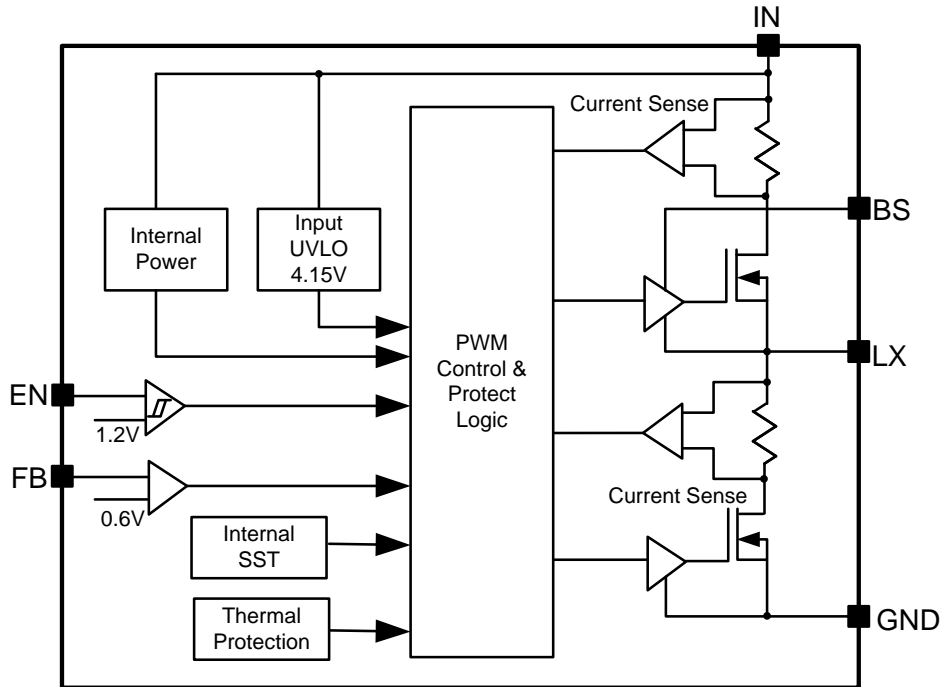 IN
Current Sense
BS
Internal
Power
Input
UVLO
4.15V
PWM
Control &
Protect
Logic
LX
EN
1.2V
FB
0.6V
Current Sense
Internal
SST
Thermal
Protection
GND